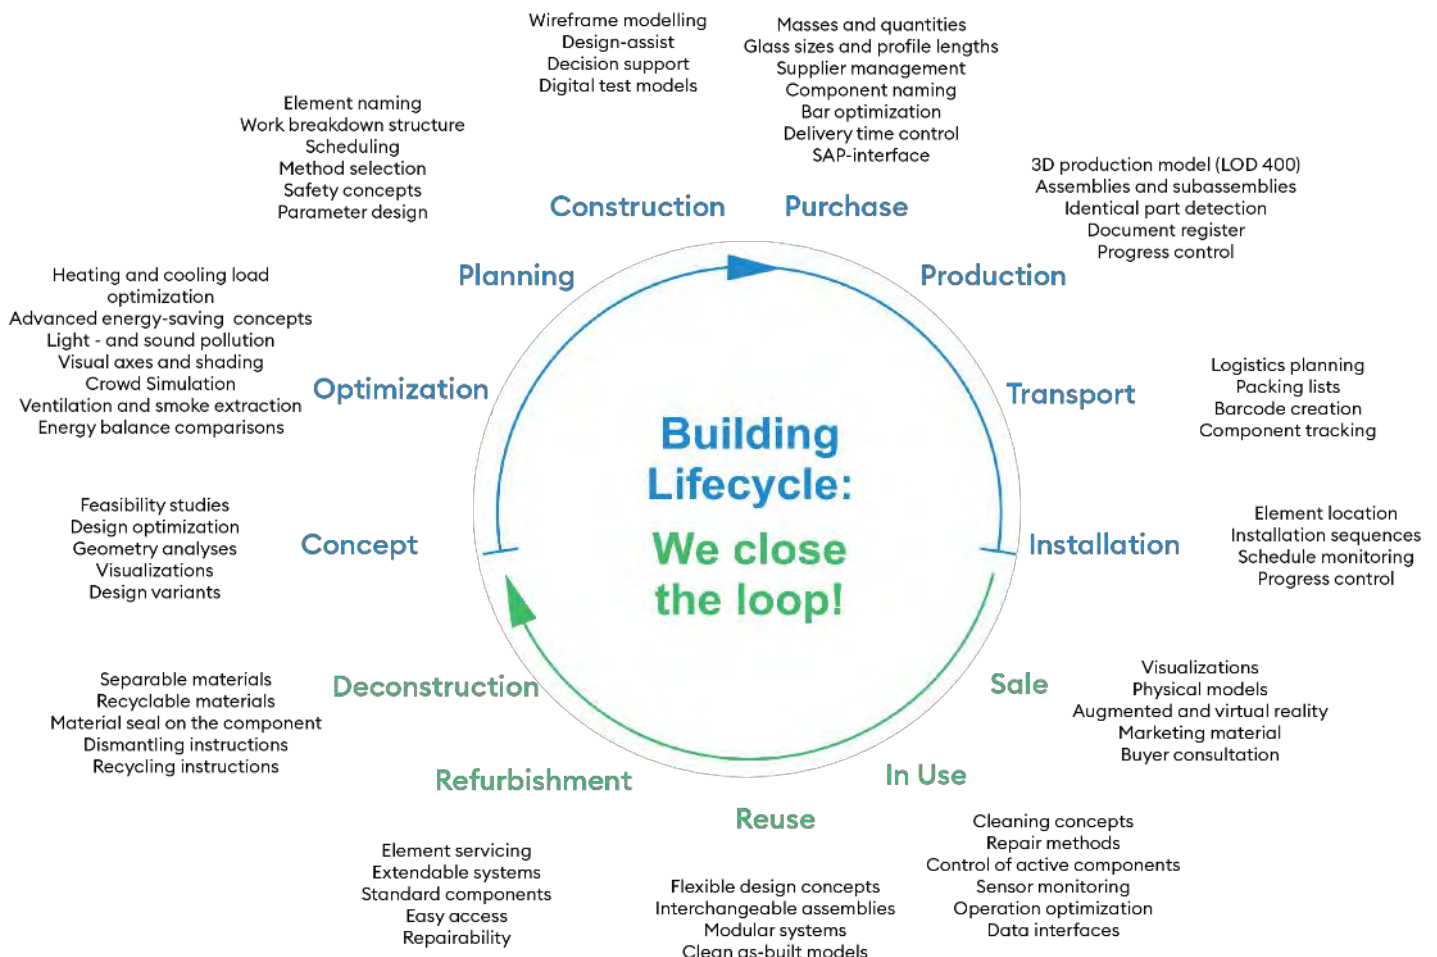 Wireframe modelling
Design-assist
Decision support
Digital test models
Construction
Masses and quantities
Glass sizes and profile lengths
Supplier management
Component naming
Bar optimization
Delivery time control
SAP-interface
Purchase
3D production model (LOD 400)
Assemblies and subassemblies
Identical part detection
Document register
Progress control
Production
Logistics planning
Packing lists
Barcode creation
Component tracking
Transport
Element location
Installation sequences
Schedule monitoring
Progress control
Installation
Visualizations
Physical models
Augmented and virtual reality
Marketing material
Buyer consultation
Sale
In Use
Cleaning concepts
Repair methods
Control of active components
Sensor monitoring
Operation optimization
Data interfaces
Reuse
Flexible design concepts
Interchangeable assemblies
Modular systems
Clean as-built models
Refurbishment
Element servicing
Extendable systems
Standard components
Easy access
Repairability
Deconstruction
Separable materials
Recyclable materials
Material seal on the component
Dismantling instructions
Recycling instructions
Concept
Feasibility studies
Design optimization
Geometry analyses
Visualizations
Design variants
Optimization
Heating and cooling load
optimization
Advanced energy-saving concepts
Light - and sound pollution
Visual axes and shading
Crowd Simulation
Ventilation and smoke extraction
Energy balance comparisons
Planning
Element naming
Work breakdown structure
Scheduling
Method selection
Safety concepts
Parameter design
Building
Lifecycle:
We close
the loop!